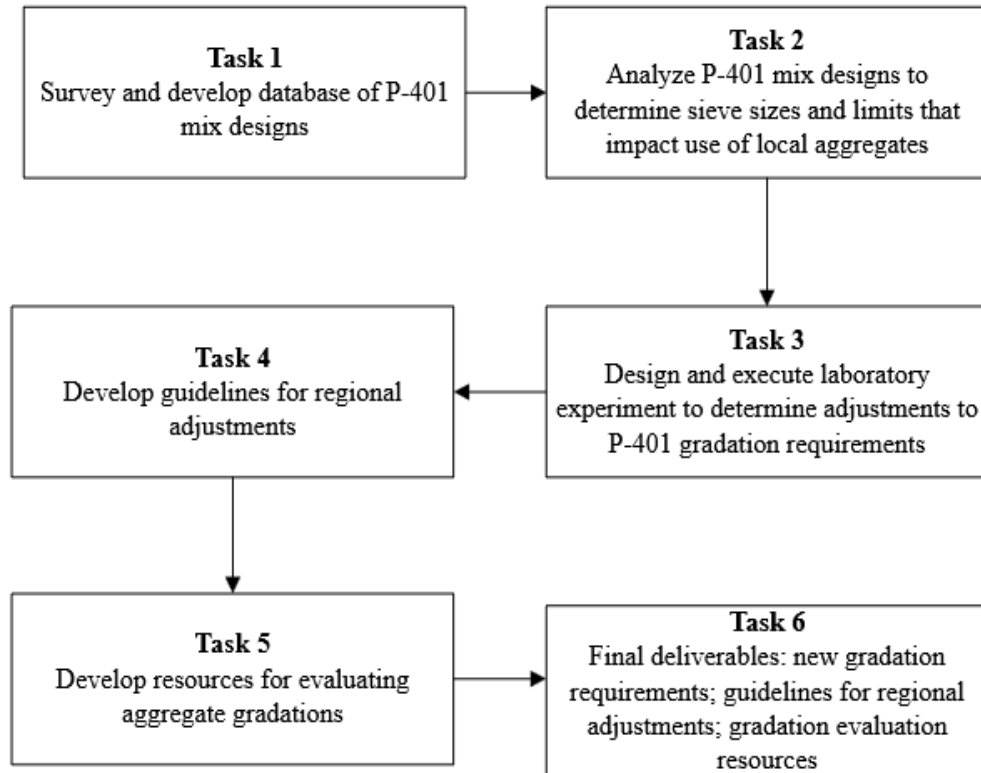 Task 1
Survey and develop database of P-401
mix designs
Task 2
Analyze P-401 mix designs to
determine sieve sizes and limits that
impact use of local aggregates
Task 3
Design and execute laboratory
experiment to determine adjustments to
P-401 gradation requirements
Task 4
Develop guidelines for regional
adjustments
Task 5
Develop resources for evaluating
aggregate gradations
Task 6
Final deliverables: new gradation
requirements; guidelines for regional
adjustments; gradation evaluation
resources